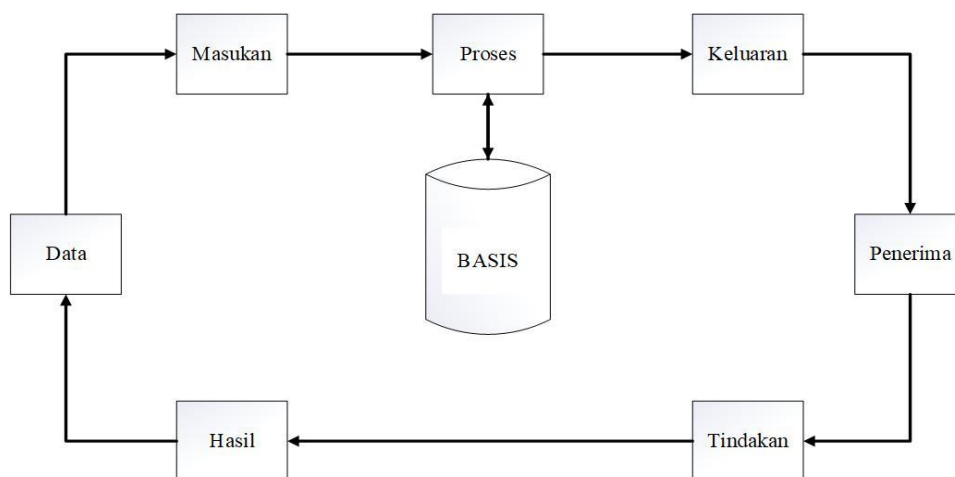 Masukan
Proses
Keluaran
Data
BASIS
Penerima
Hasil
Tindakan